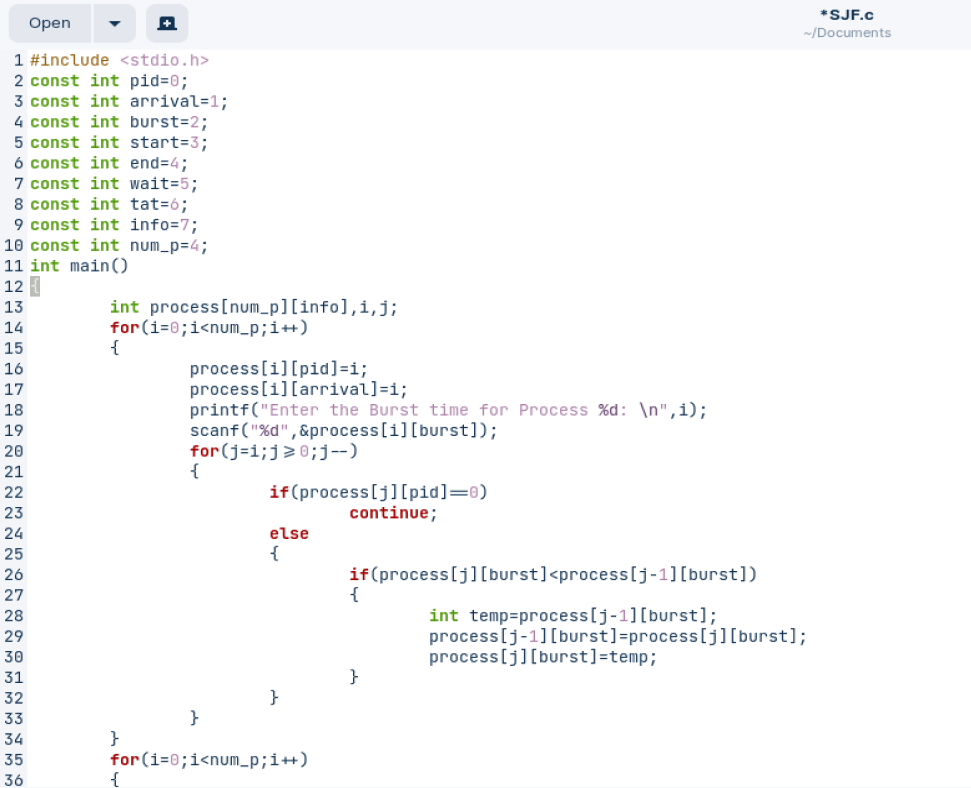 Open
*SJF.c
~/Documents
1 #include <stdio.h>
2 const int pid=0;
3 const int arrival=1;
4 const int burst=2;
5 const int start=3;
6 const int end=4;
7 const int wait=5;
8 const int tat=6;
9 const int info=7;
10 const int num_p=4;
11 int main()
12 {
13         int process[num_p][info],i,j;
14         for(i=0;i<num_p;i++)
15         {
16                 process[i][pid]=i;
17                 process[i][arrival]=i;
18                 printf("Enter the Burst time for Process %d: \n",i);
19                 scanf("%d",&process[i][burst]);
20                 for(j=i;j>=0;j--)
21                 {
22                         if(process[j][pid]==0)
23                                 continue;
24                         else
25                         {
26                                 if(process[j][burst]<process[j-1][burst])
27                                 {
28                                         int temp=process[j-1][burst];
29                                         process[j-1][burst]=process[j][burst];
30                                         process[j][burst]=temp;
31                                 }
32                         }
33                 }
34         }
35         for(i=0;i<num_p;i++)
36         {